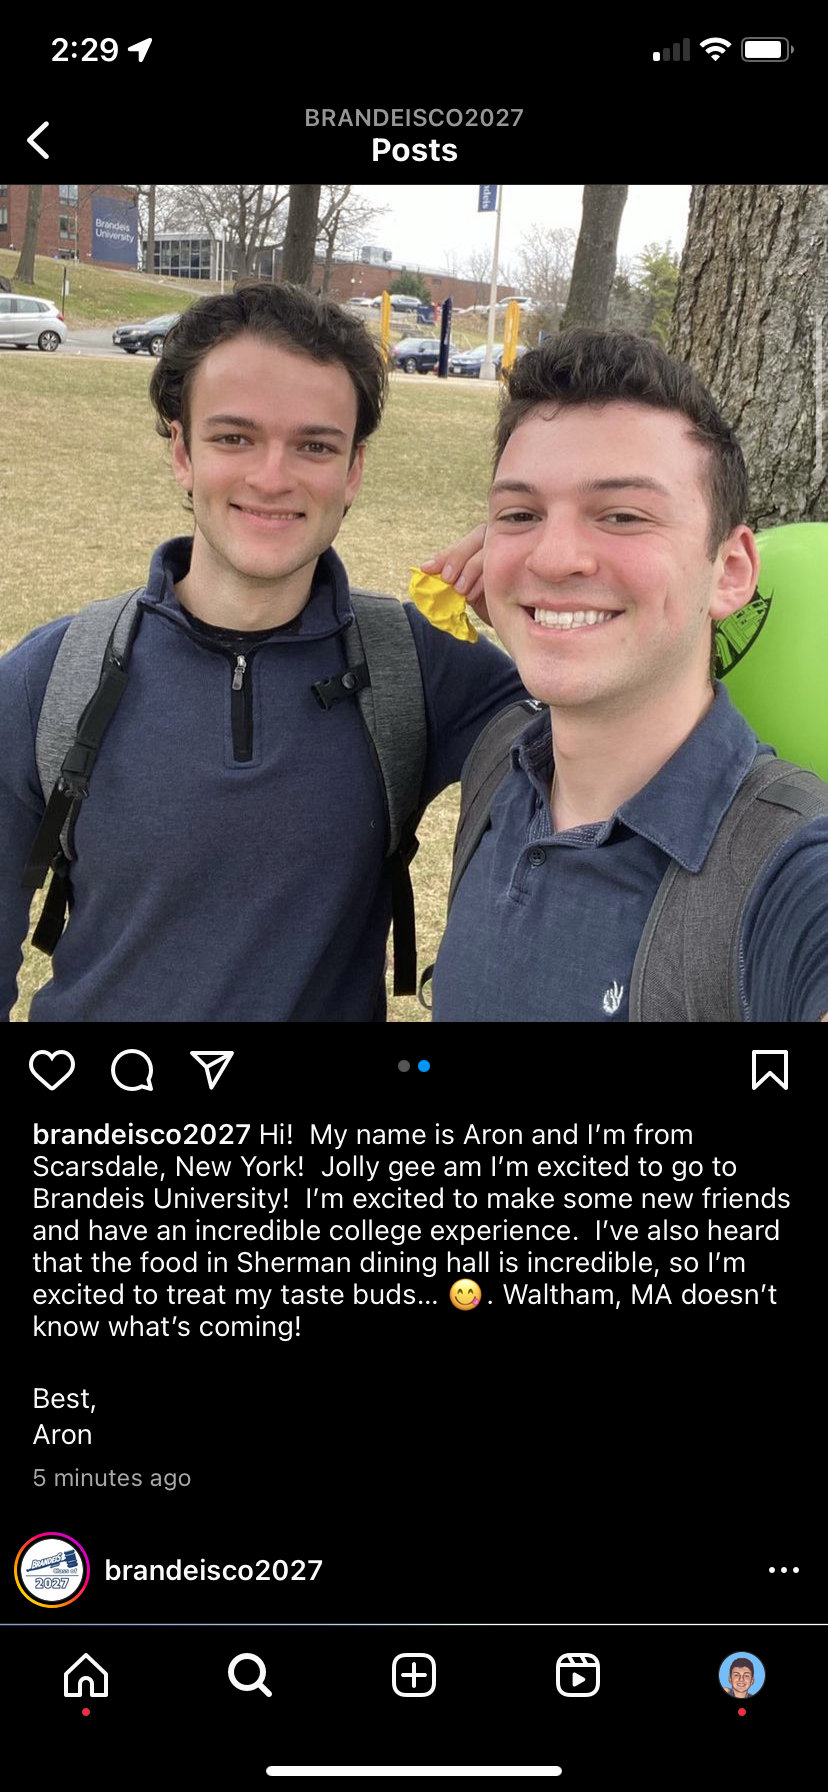 2:29
BRANDEISCO2027
Posts
Brandeis
University
deis
brandeisco2027 Hi!  My name is Aron and I’m from
Scarsdale, New York!  Jolly gee am I’m excited to go to
Brandeis University!  I’m excited to make some new friends
and have an incredible college experience.  I’ve also heard
that the food in Sherman dining hall is incredible, so I’m
excited to treat my taste buds... 😋. Waltham, MA doesn’t
know what’s coming!
Best,
Aron
5 minutes ago
BRANDEIS
Class of
2027
brandeisco2027